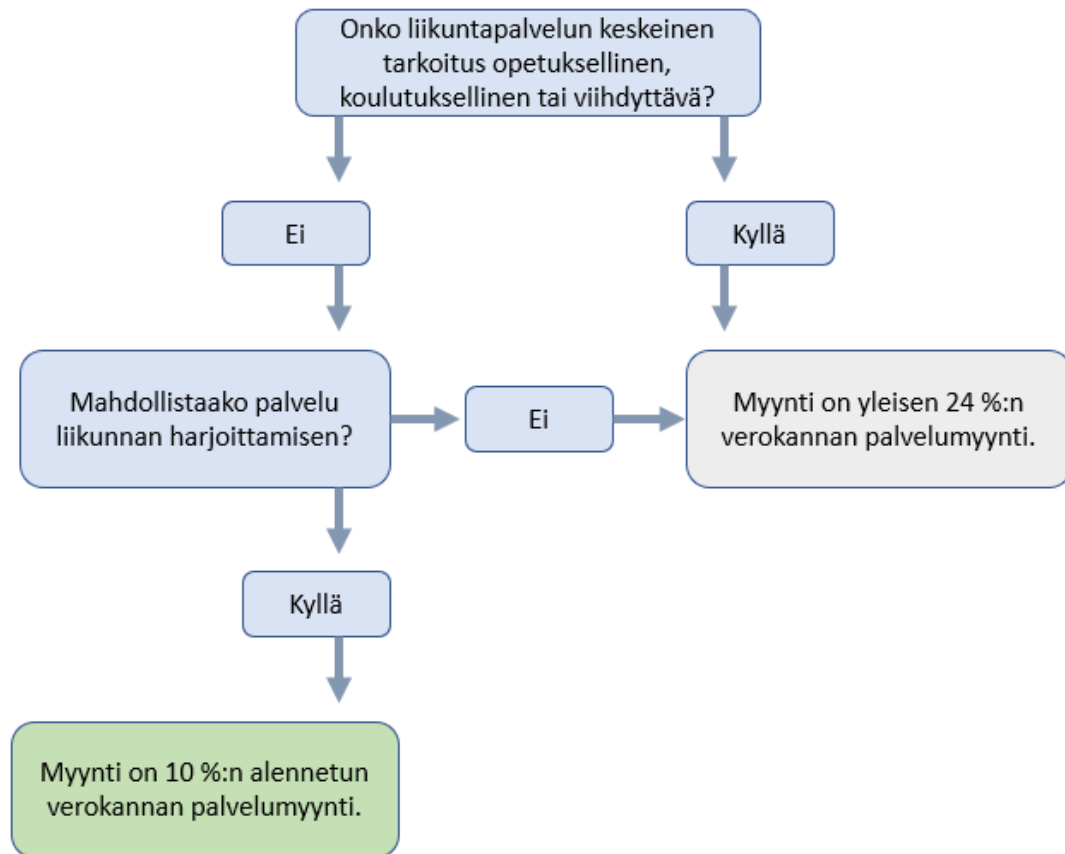 Onko liikuntapalvelun keskeinen
tarkoitus opetuksellinen,
koulutuksellinen tai viihdyttävä?
Ei
Kyllä
Mahdollistaako palvelu
liikunnan harjoittamisen?
Ei
Myynti on yleisen 24 %:n
verokannan palvelumyynti.
Kyllä
Myynti on 10 %:n alennetun
verokannan palvelumyynti.